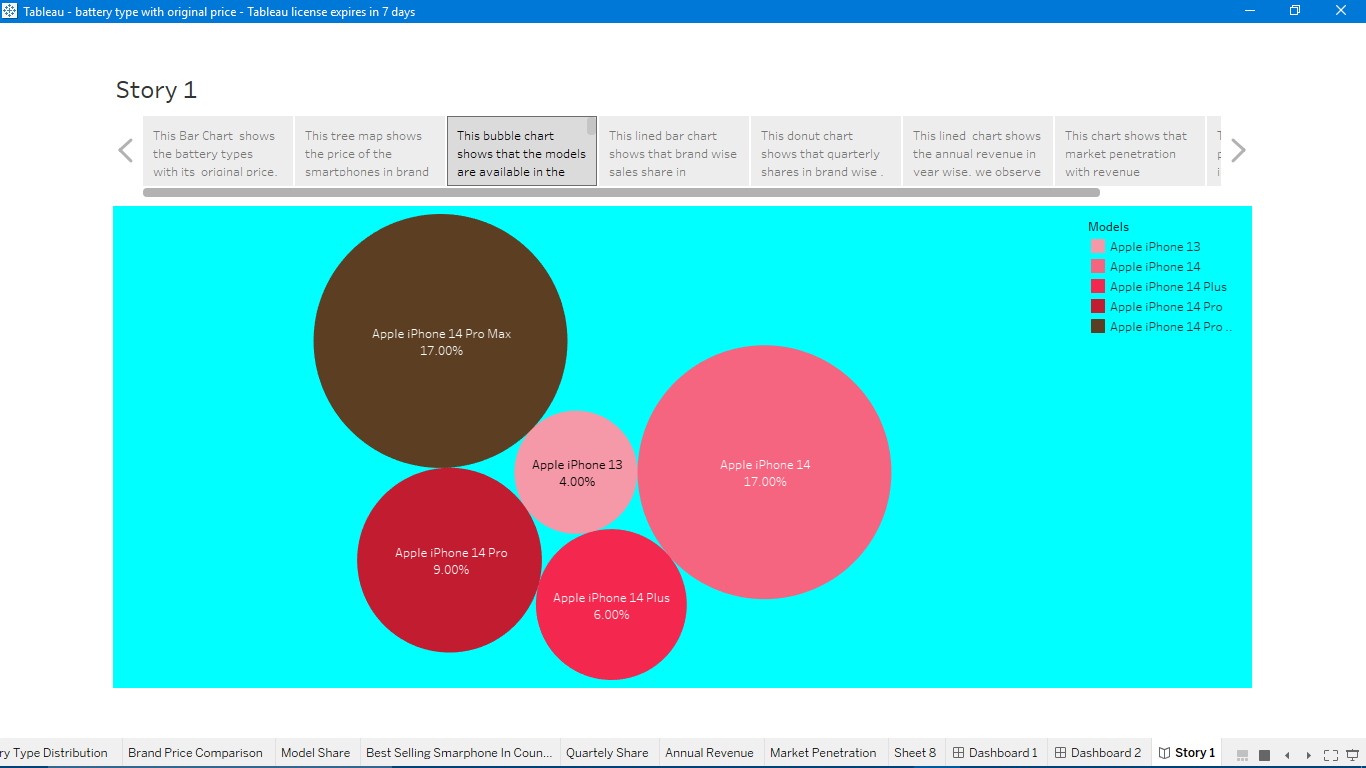 Tableau - battery type with original price - Tableau license expires in 7 days
Story 1
This Bar Chart shows
the battery types
with its original price.
This tree map shows
the price of the
smartphones in brand
This bubble chart
shows that the models
are available in the
This lined bar chart
shows that brand wise
sales share in
This donut chart
shows that quarterly
shares in brand wise .
This lined chart shows
the annual revenue in
year wise. we observe
This chart shows that
market penetration
with revenue
Models
Apple iPhone 13
Apple iPhone 14
Apple iPhone 14 Plus
Apple iPhone 14 Pro
Apple iPhone 14 Pro ..
Apple iPhone 14 Pro Max
17.00%
Apple iPhone 13
4.00%
Apple iPhone 14
17.00%
Apple iPhone 14 Pro
9.00%
Apple iPhone 14 Plus
6.00%
ry Type Distribution
Brand Price Comparison
Model Share
Best Selling Smarphone In Coun...
Quartely Share
Annual Revenue
Market Penetration
Sheet 8
Dashboard 1
Dashboard 2
Story 1